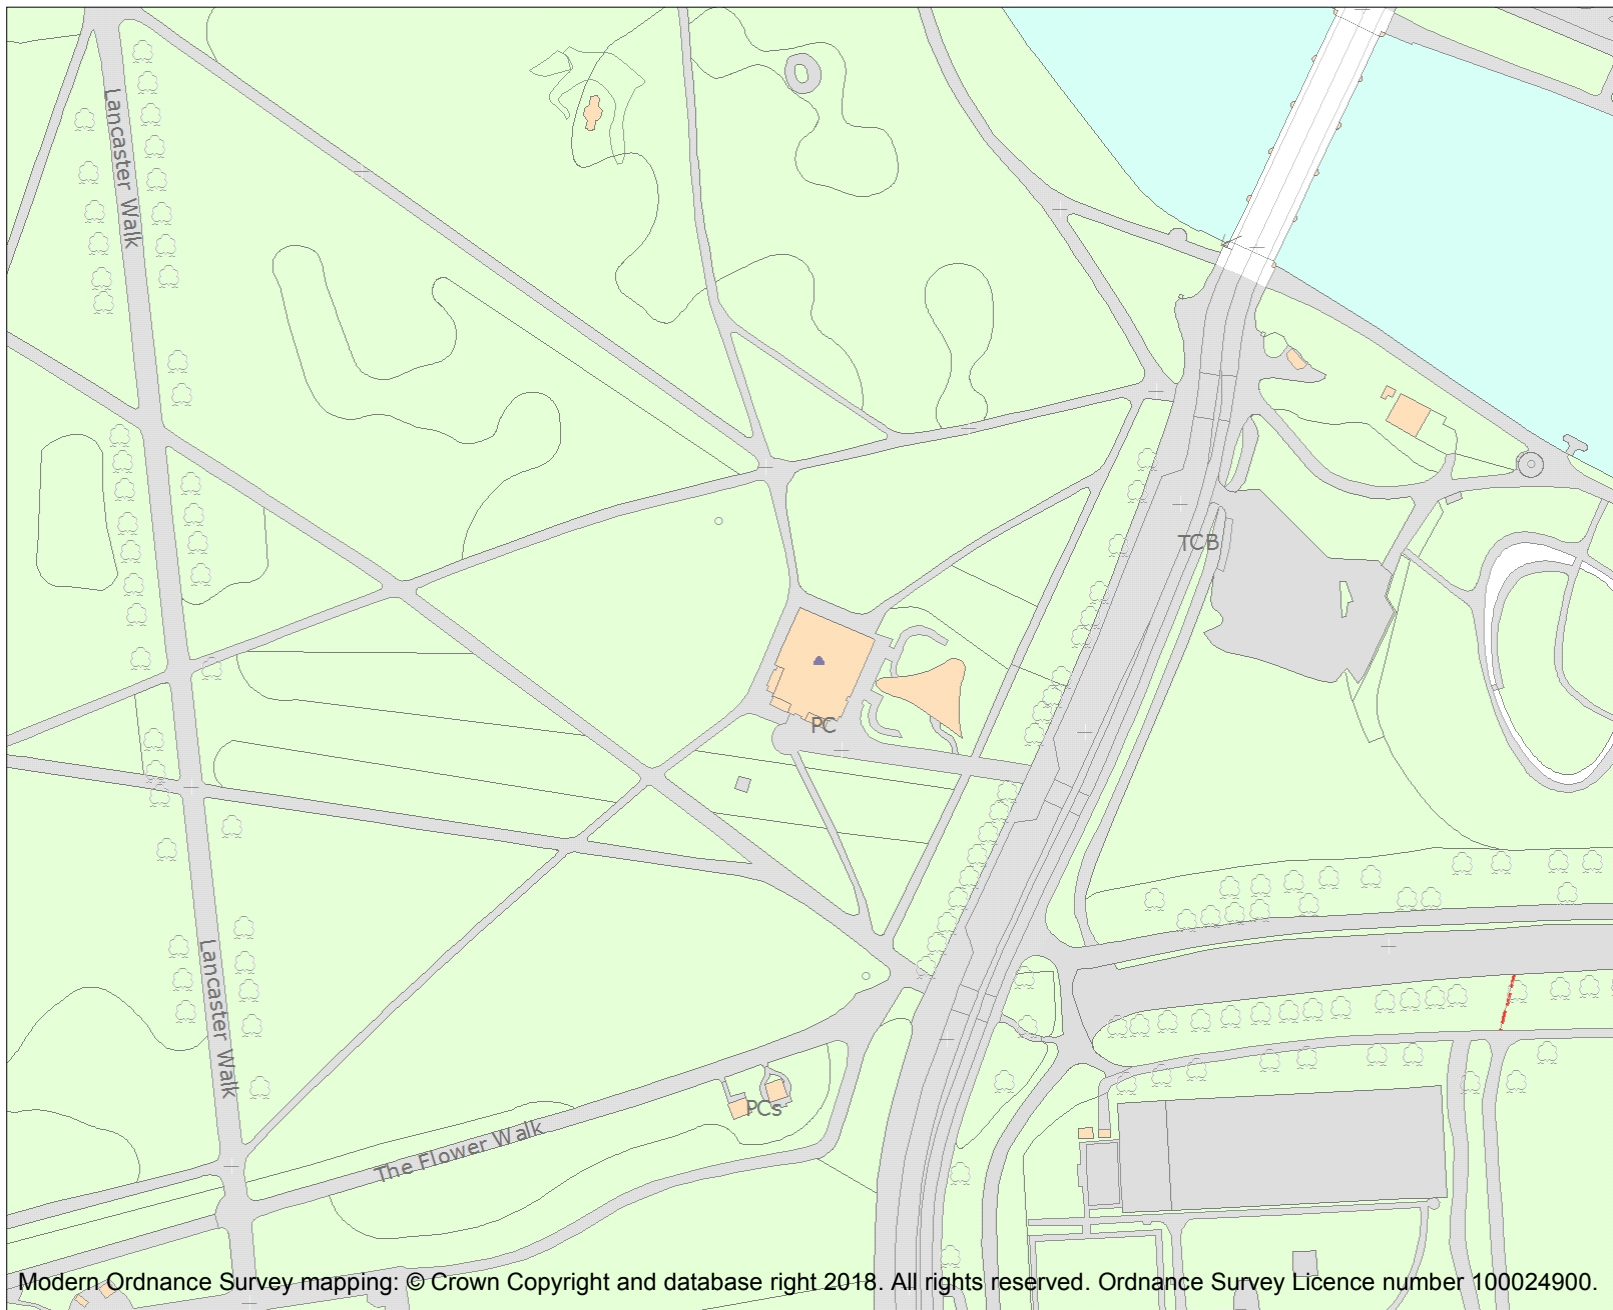 Lancaster Walk
TCB
PC
Lancaster Walk
PCs
The Flower Walk
Modern Ordnance Survey mapping: © Crown Copyright and database right 2018. All rights reserved. Ordnance Survey Licence number 100024900.